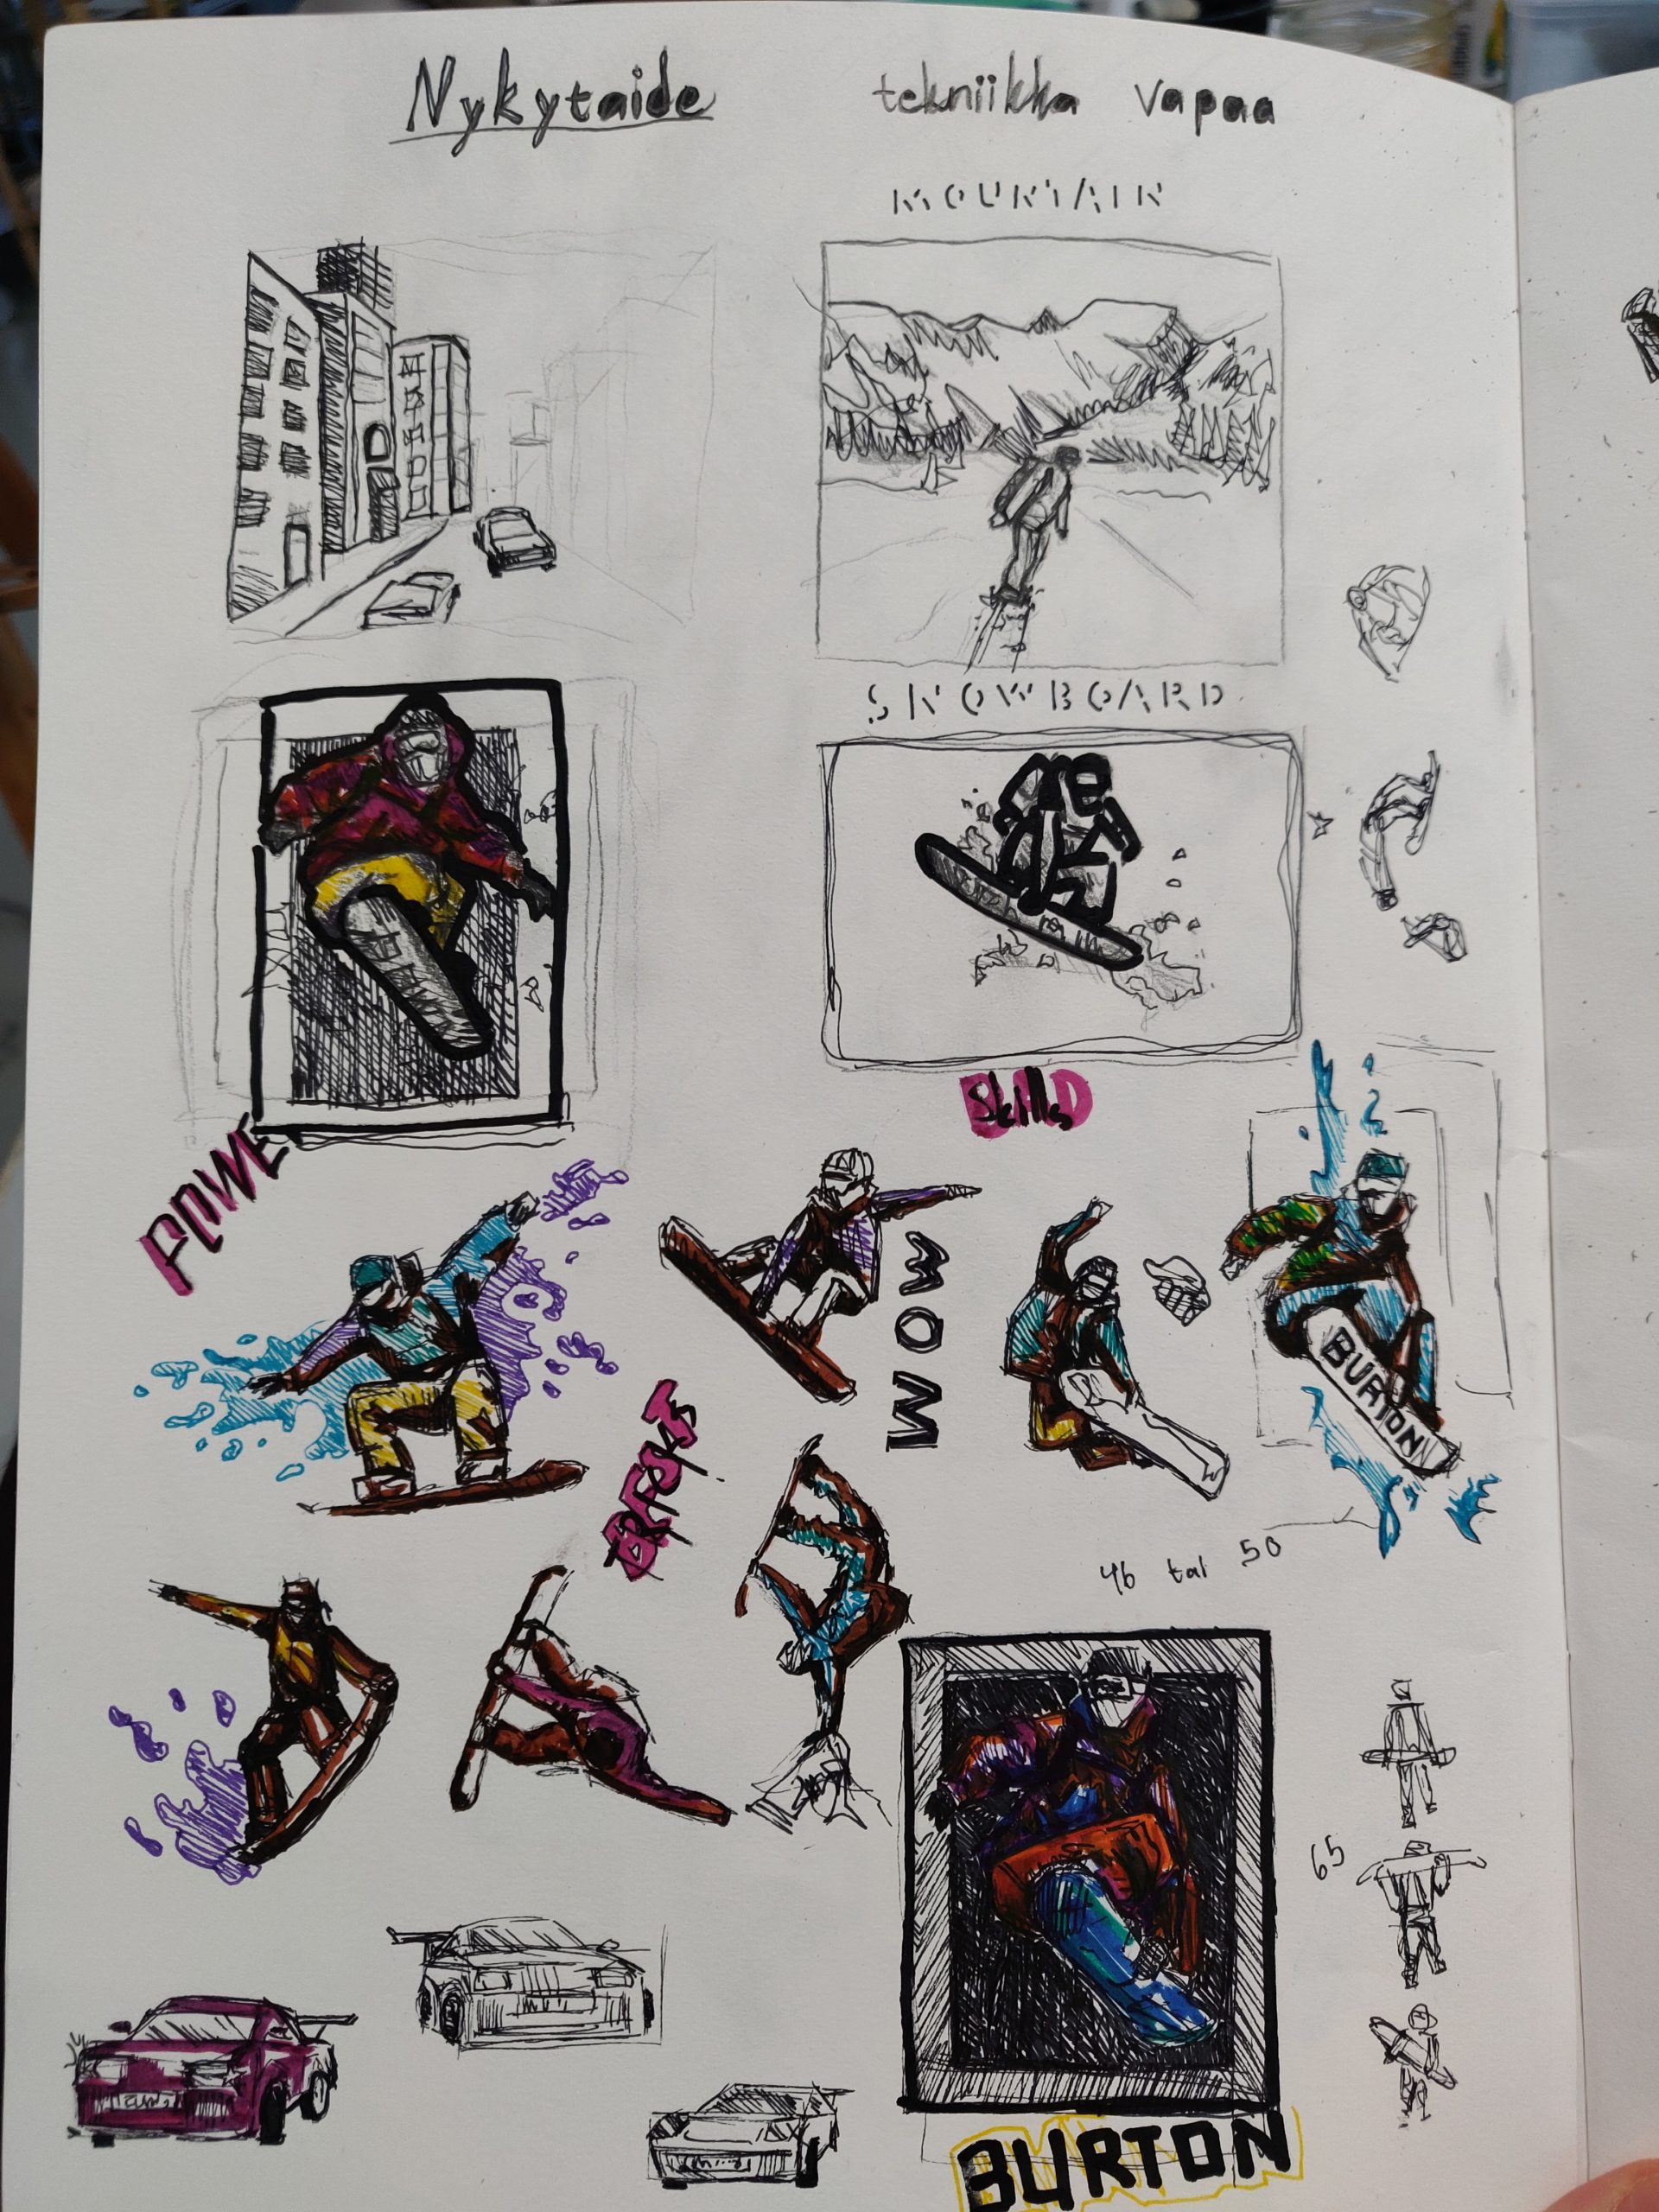 Nykytaide tekniikka vapaa
MOUNTAIN
SNOWBOARD
Skills
WOW
BURTON
46 tai 50
65
BURTON